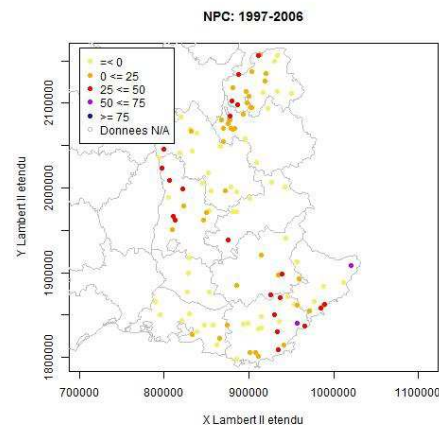 NPC: 1997-2006
=< 0
0 <= 25
25 <= 50
50 <= 75
>= 75
Donnees N/A
Y Lambert II etendu
2100000
2000000
1900000
1800000
700000 800000 900000 1000000 1100000
X Lambert II etendu